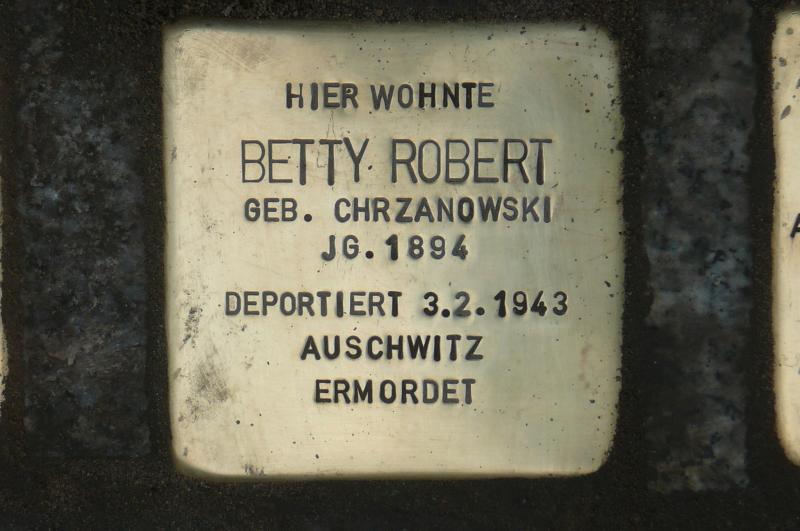 HIER WOHNTE
BETTY ROBERT
GEB. CHRZANOWSKI
JG. 1894
DEPORTIERT 3.2.1943
AUSCHWITZ
ERMORDET